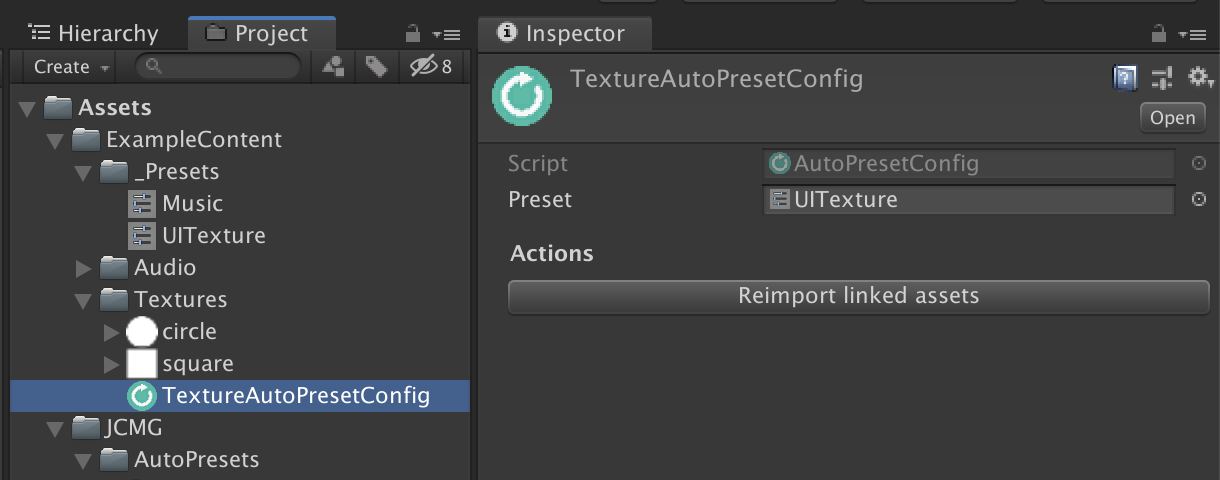 Hierarchy
Project
Create
8
Assets
ExampleContent
_Presets
Music
UITexture
Audio
Textures
circle
square
TextureAutoPresetConfig
JCMG
AutoPresets
Inspector
TextureAutoPresetConfig
Open
Script AutoPresetConfig
Preset UITexture
Actions
Reimport linked assets